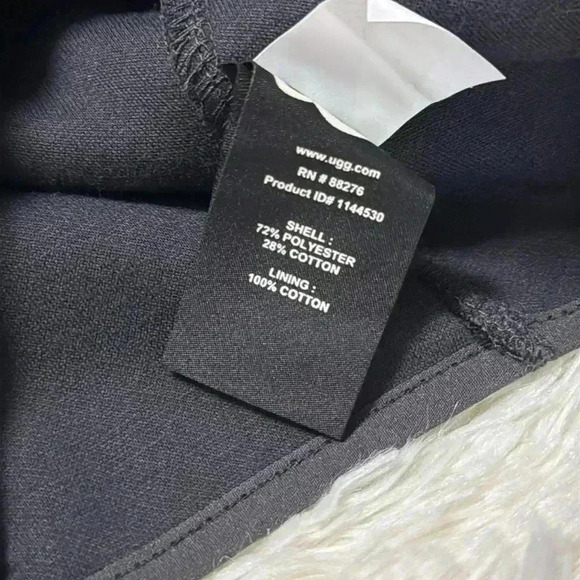 www.ugg.com
RN # 88276
Product ID# 1144530
SHELL :
72% POLYESTER
28% COTTON
LINING :
100% COTTON